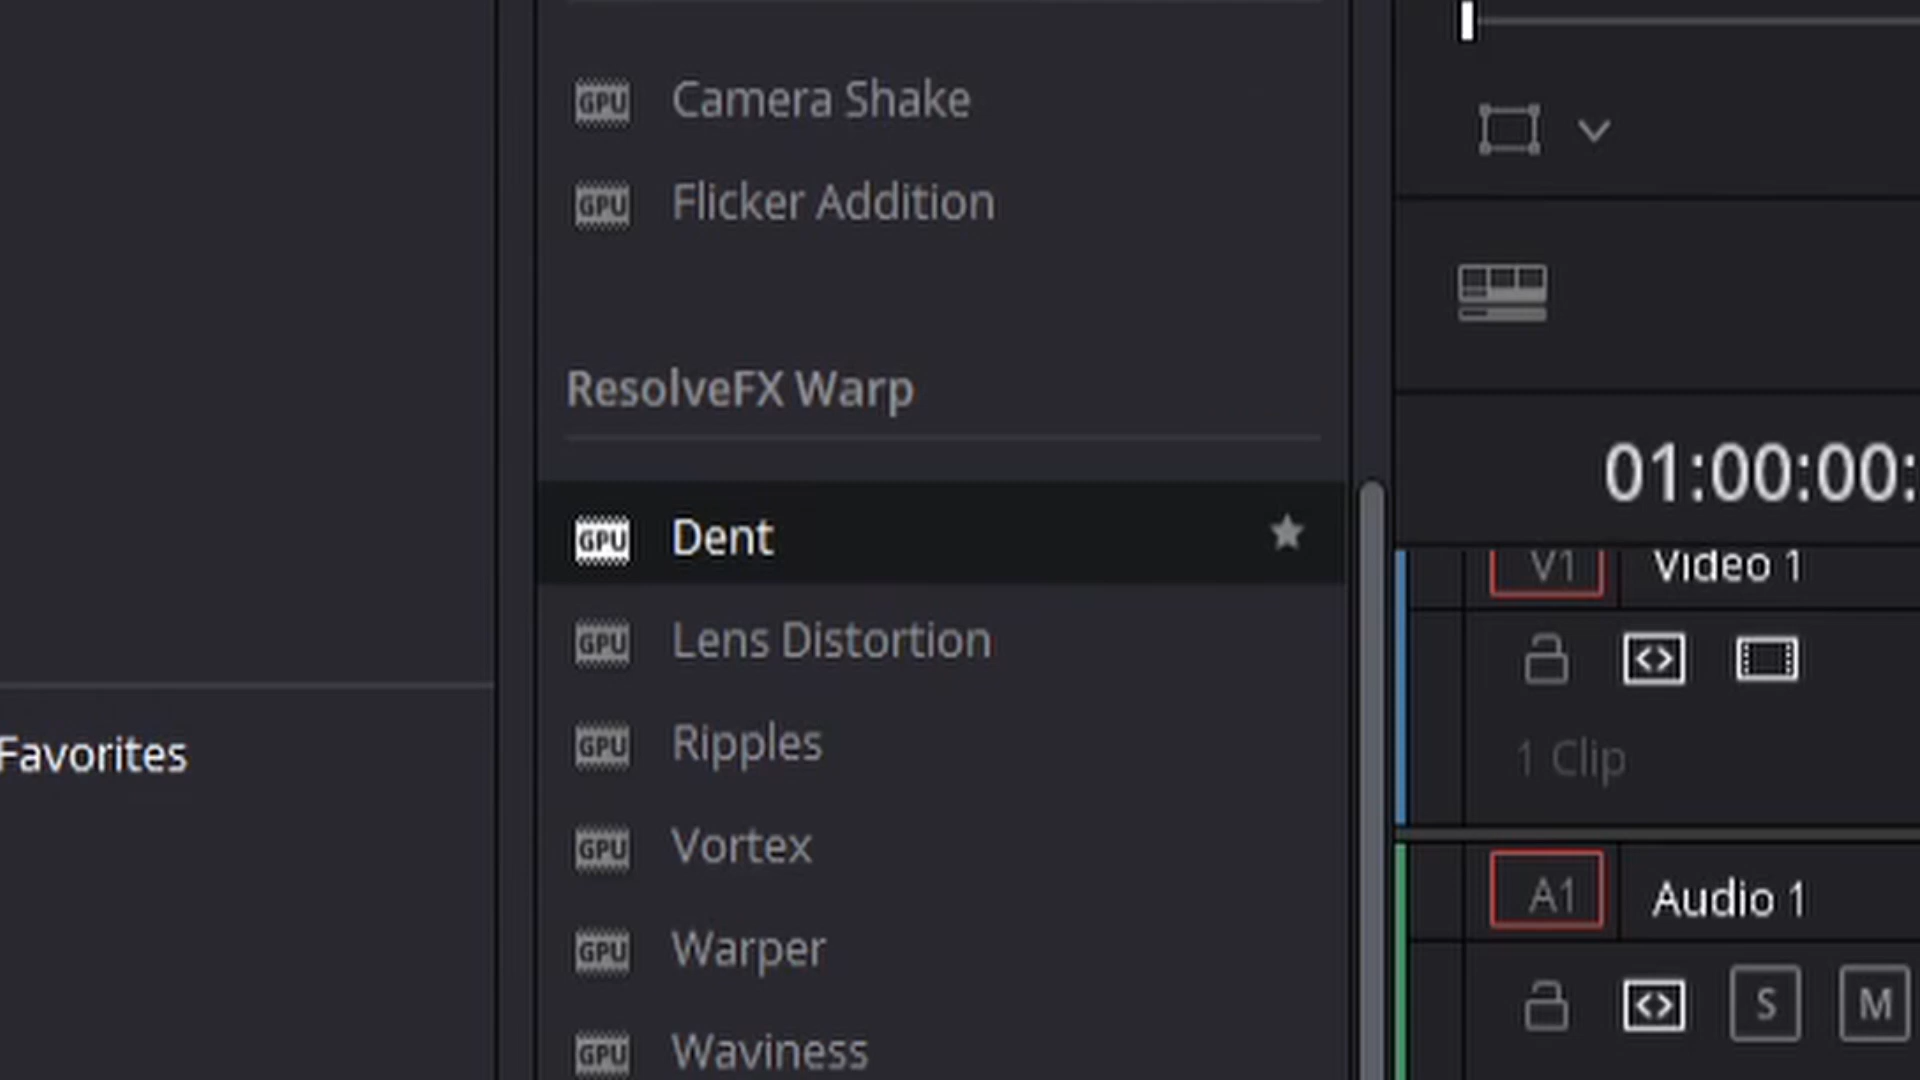 GPU Camera Shake
GPU Flicker Addition
ResolveFX Warp
GPU Dent
GPU Lens Distortion
GPU Ripples
GPU Vortex
GPU Warper
GPU Waviness
Favorites
01:00:00:
V1 Video 1
1 Clip
A1 Audio 1
S M